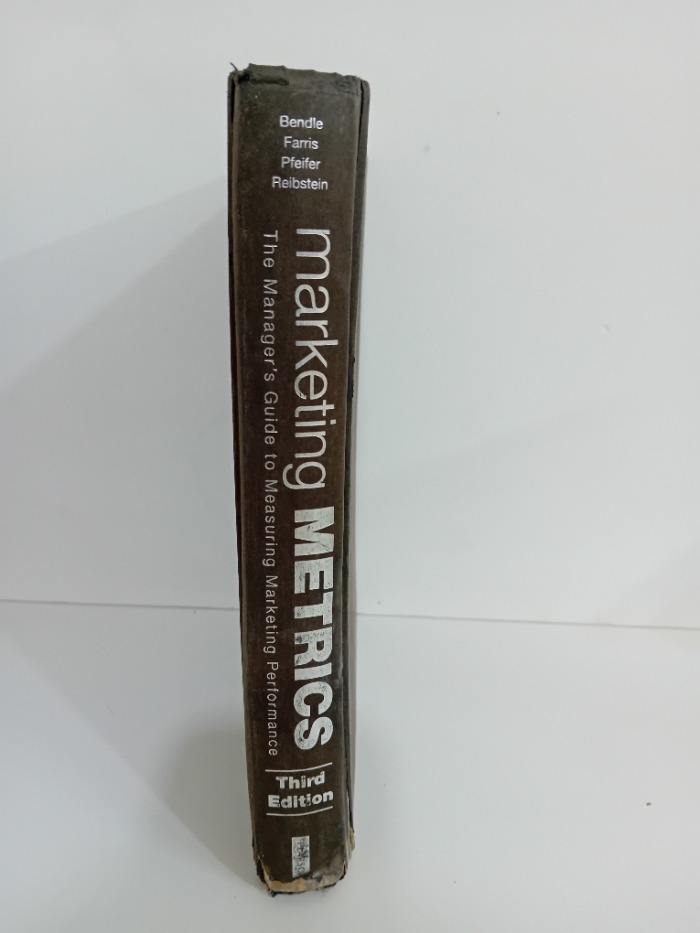 Bendle
Farris
Pfeifer
Reibstein
marketing METRICS
The Manager's Guide to Measuring Marketing Performance
Third
Edition